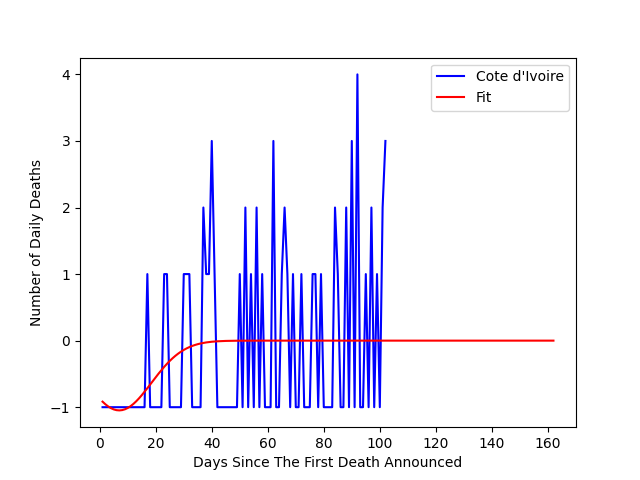 Cote d'Ivoire
Fit
Number of Daily Deaths
4
3
2
1
0
−1
0 20 40 60 80 100 120 140 160
Days Since The First Death Announced